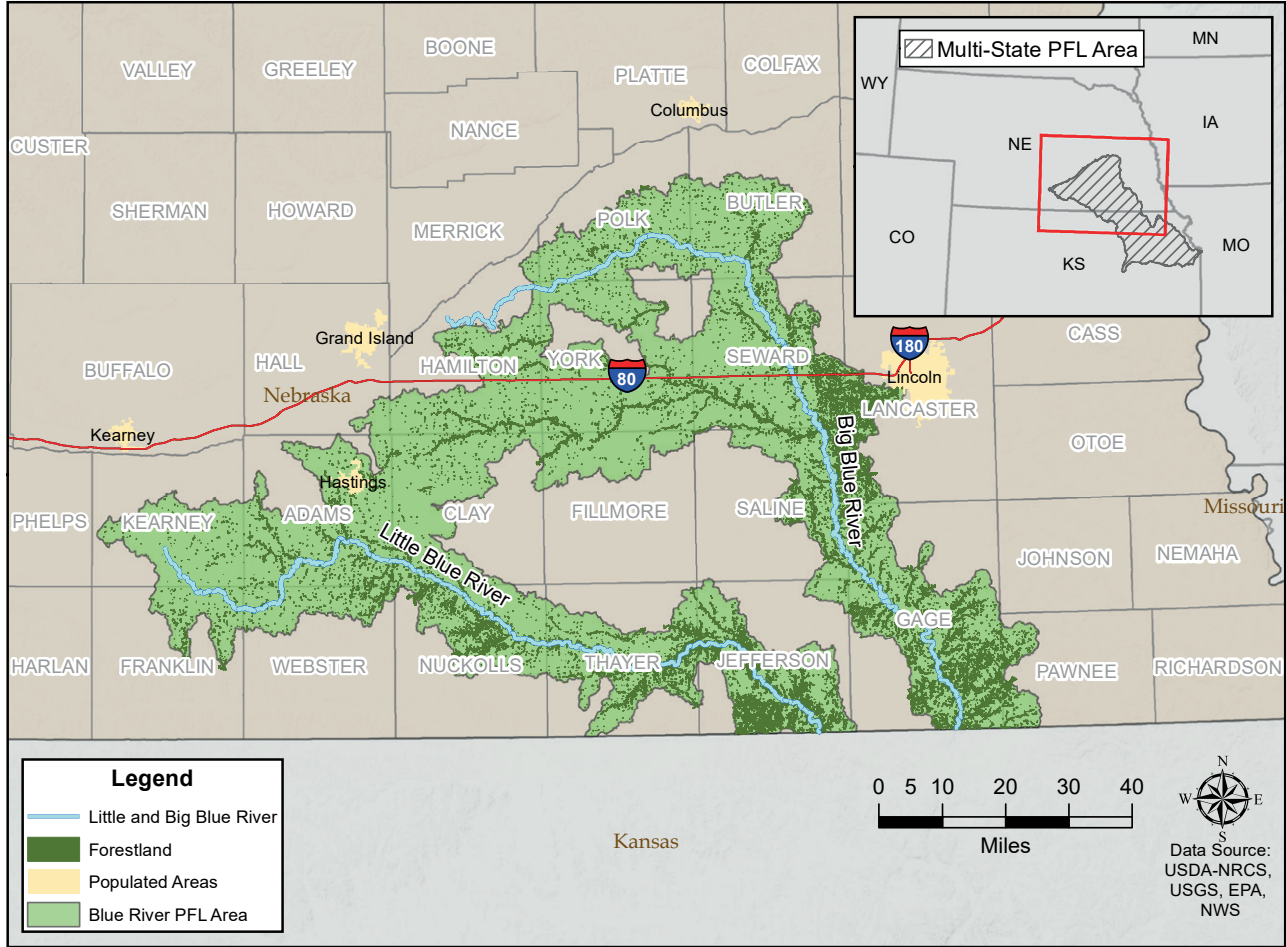 BOONE
COLFAX
VALLEY
GREELEY
PLATTE
Columbus
NANCE
CUSTER
SHERMAN
HOWARD
MERRICK
POLK
BUTLER
Multi-State PFL Area
MN
WY
IA
NE
CO
KS
MO
Grand Island
BUFFALO
HALL
HAMILTON
YORK
80
SEWARD
180
CASS
Lincoln
LANCASTER
Nebraska
Kearney
OTOE
Hastings
Big Blue River
PHELPS
KEARNEY
ADAMS
CLAY
FILLMORE
SALINE
Missouri
Little Blue River
JOHNSON
NEMAHA
GAGE
HARLAN
FRANKLIN
WEBSTER
NUCKOLLS
THAYER
JEFFERSON
PAWNEE
RICHARDSON
Legend
Little and Big Blue River
Forestland
Populated Areas
Blue River PFL Area
Kansas
0 5 10 20 30 40
Miles
N
W E
S
Data Source:
USDA-NRCS,
USGS, EPA,
NWS